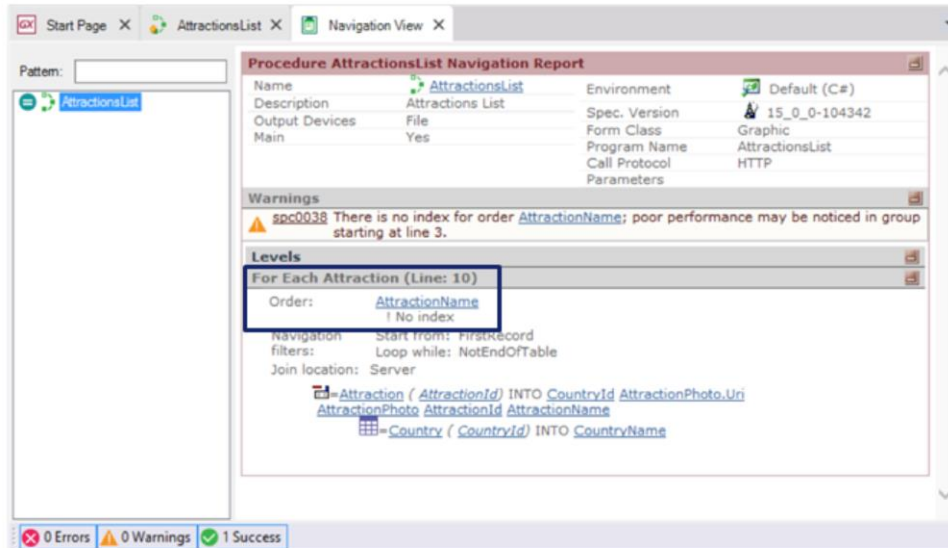 GX Start Page X AttractionsList X Navigation View X
Pattern:
AttractionsList
Procedure AttractionsList Navigation Report
Name AttractionsList
Description Attractions List
Output Devices File
Main Yes
Environment Default (C#)
Spec. Version 15_0_0-104342
Form Class Graphic
Program Name AttractionsList
Call Protocol HTTP
Parameters
Warnings
spc0038 There is no index for order AttractionName; poor performance may be noticed in group
starting at line 3.
Levels
For Each Attraction (Line: 10)
Order: AttractionName
! No index
Navigation Start from: FirstRecord
filters: Loop while: NotEndOfTable
Join location: Server
=Attraction ( AttractionId) INTO CountryId AttractionPhoto.Uri
AttractionPhoto AttractionId AttractionName
=Country ( CountryId) INTO CountryName
0 Errors 0 Warnings 1 Success